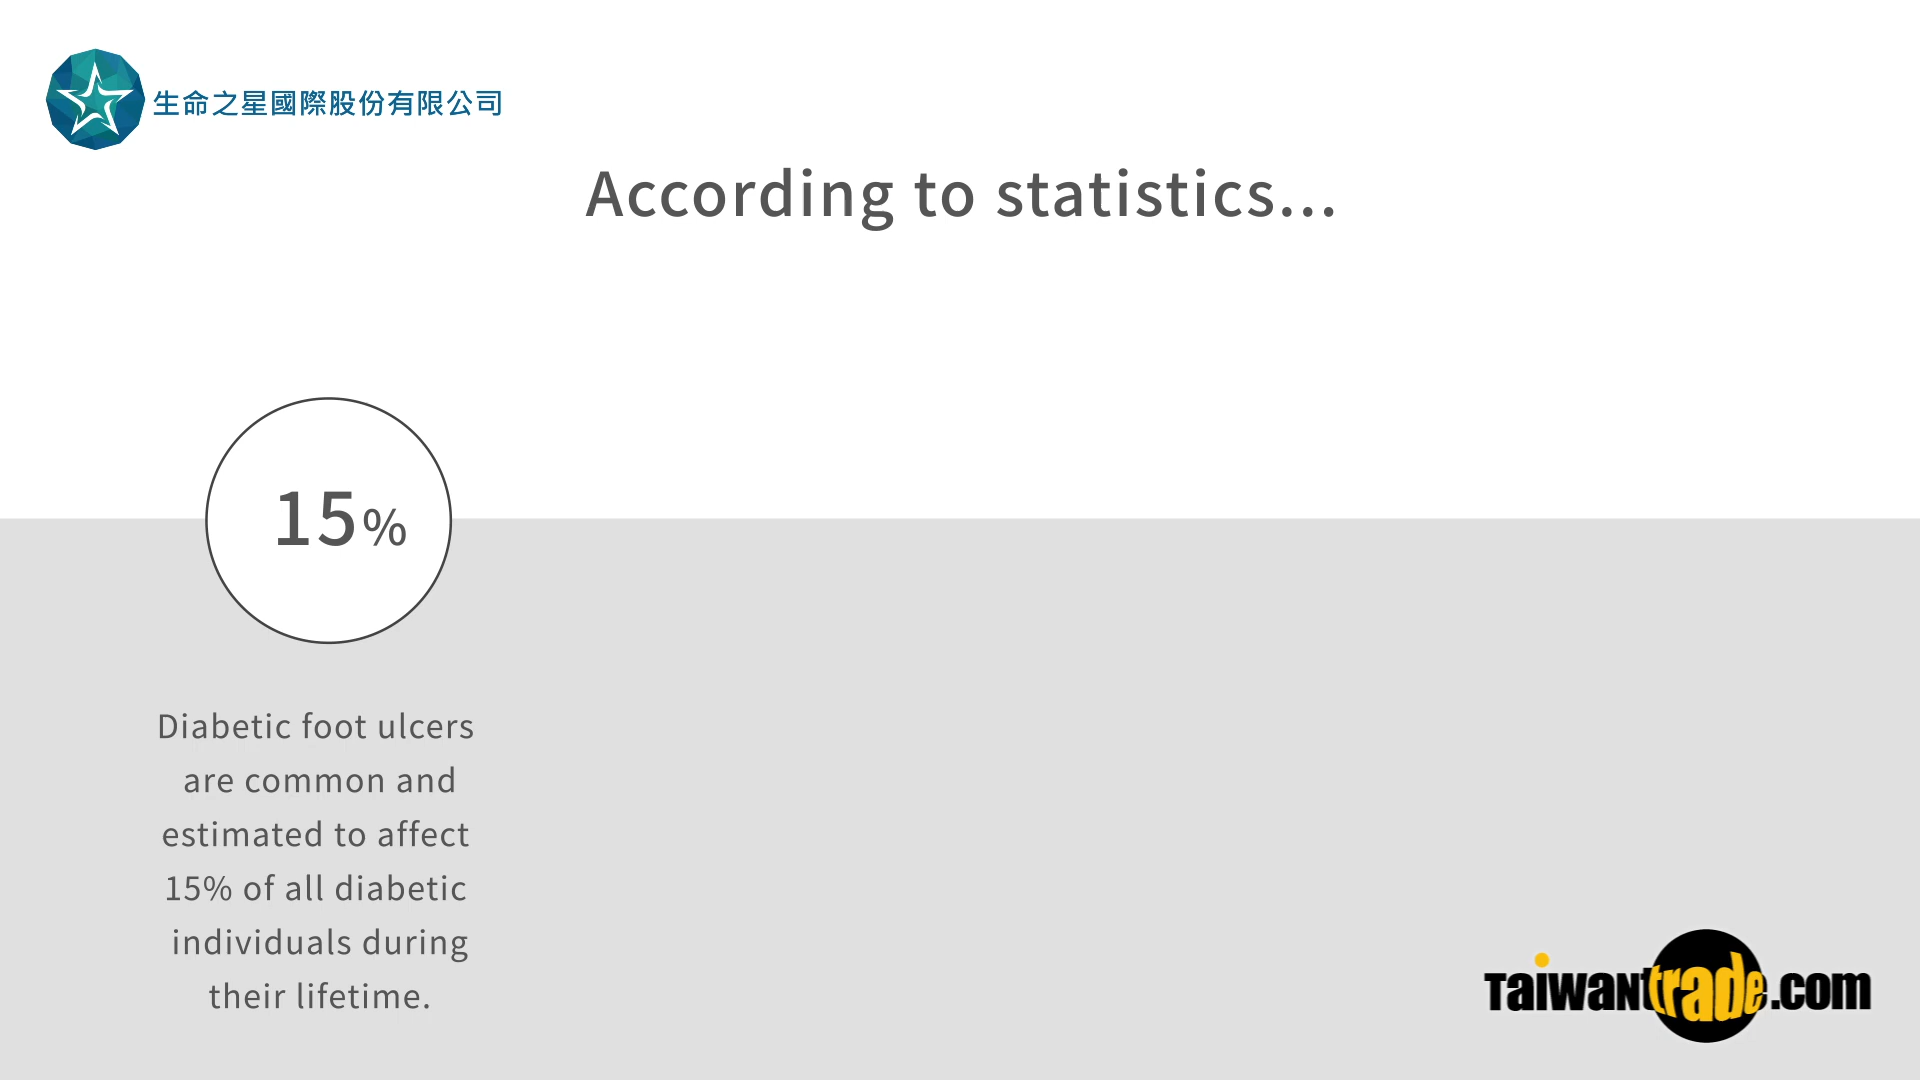 生命之星國際股份有限公司
According to statistics...
15%
Diabetic foot ulcers
are common and
estimated to affect
15% of all diabetic
individuals during
their lifetime.
Taiwantrade.com